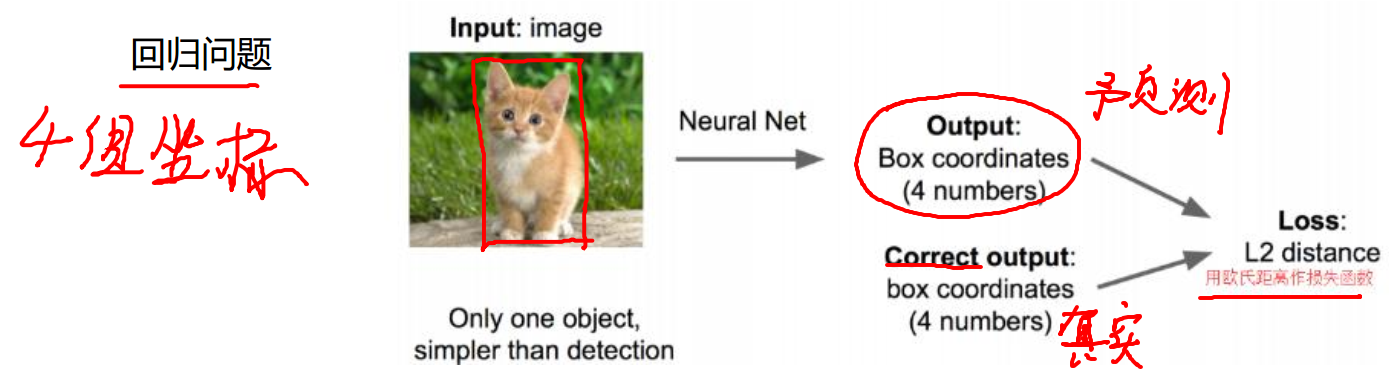 回归问题
4组坐标
Input: image
Neural Net
Only one object,
simpler than detection
Output:
Box coordinates
(4 numbers)
预测
Correct output:
box coordinates
(4 numbers)
真实
Loss:
L2 distance
用欧氏距离作损失函数